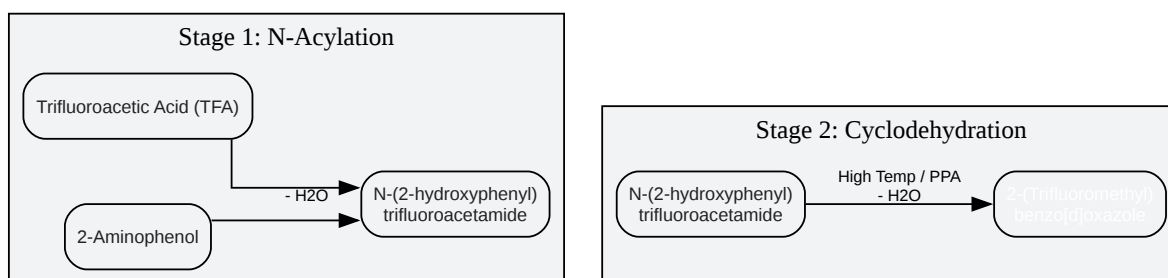 Stage 1: N-Acylation
Trifluoroacetic Acid (TFA)
- H2O
N-(2-hydroxyphenyl)
trifluoroacetamide
2-Aminophenol
Stage 2: Cyclodehydration
N-(2-hydroxyphenyl)
trifluoroacetamide
High Temp / PPA
- H2O
2-(Trifluoromethyl)
benzo[d]oxazole